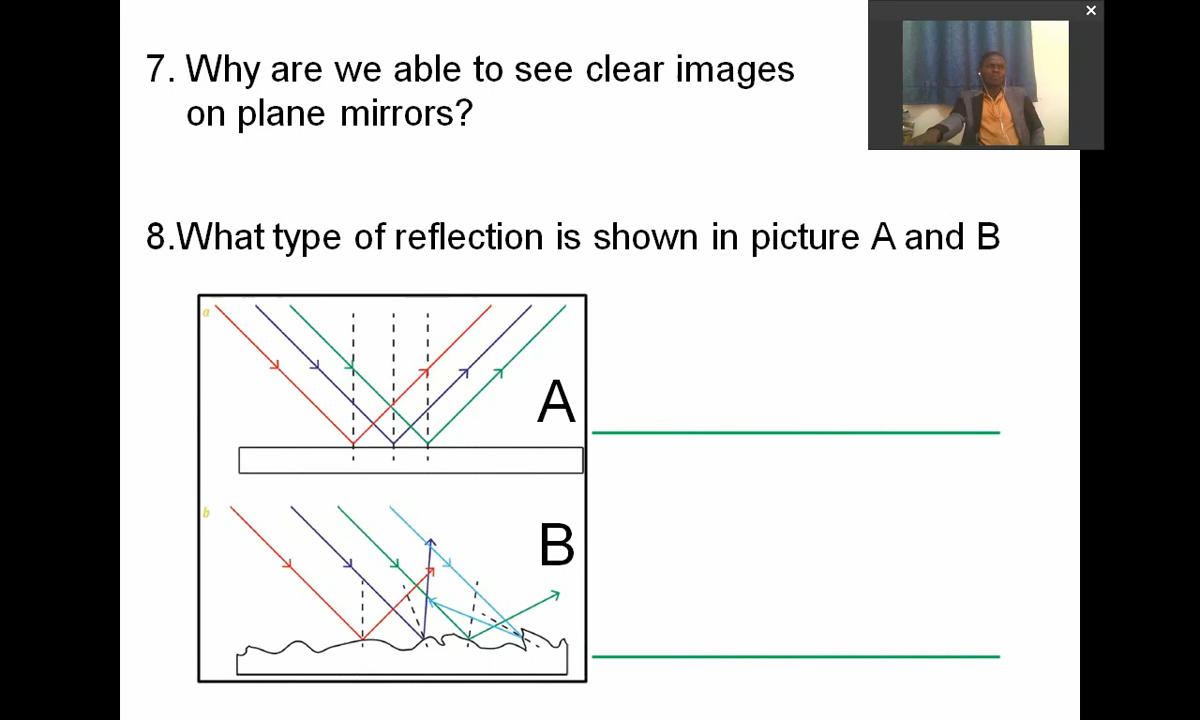 7. Why are we able to see clear images
on plane mirrors?
8.What type of reflection is shown in picture A and B
a
A
b
B